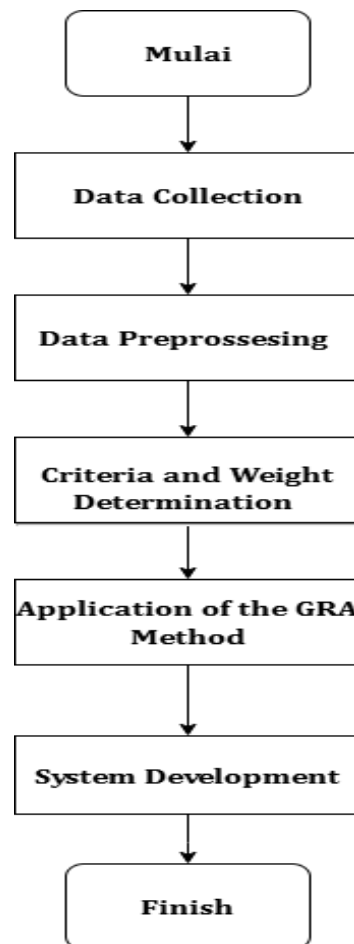 Mulai
Data Collection
Data Preprossesing
Criteria and Weight
Determination
Application of the GRA
Method
System Development
Finish